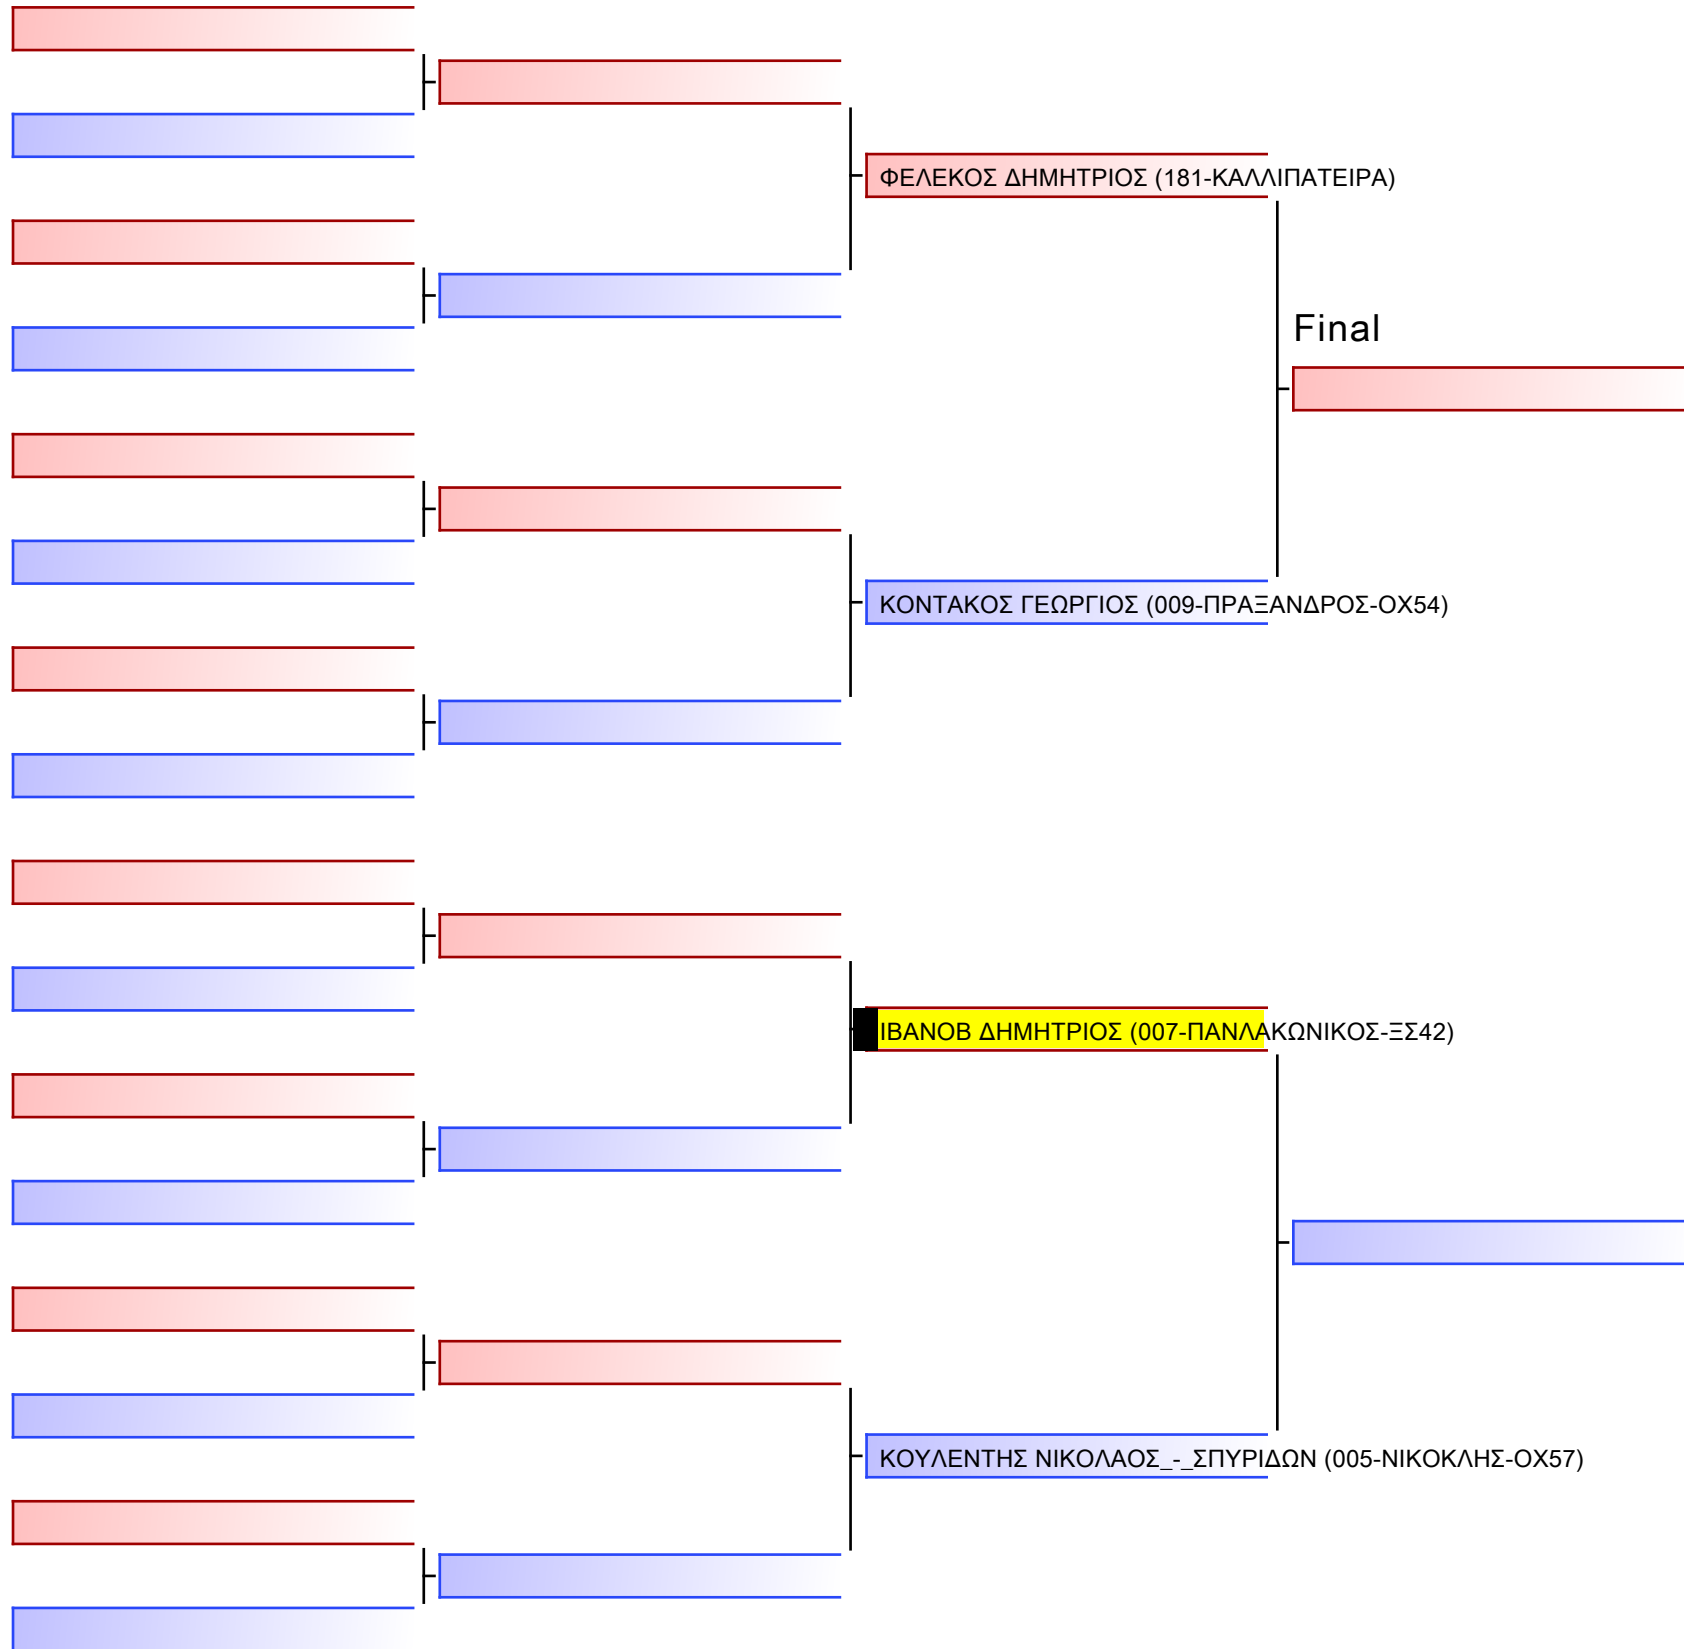 ΦΕΛΕΚΟΣ ΔΗΜΗΤΡΙΟΣ (181-ΚΑΛΛΙΠΑΤΕΙΡΑ)
Final
ΚΟΝΤΑΚΟΣ ΓΕΩΡΓΙΟΣ (009-ΠΡΑΞΑΝΔΡΟΣ-ΟΧ54)
ΙΒΑΝΟΒ ΔΗΜΗΤΡΙΟΣ (007-ΠΑΝΛΑΚΩΝΙΚΟΣ-ΞΣ42)
ΚΟΥΛΕΝΤΗΣ ΝΙΚΟΛΑΟΣ_-_ΣΠΥΡΙΔΩΝ (005-ΝΙΚΟΚΛΗΣ-ΟΧ57)